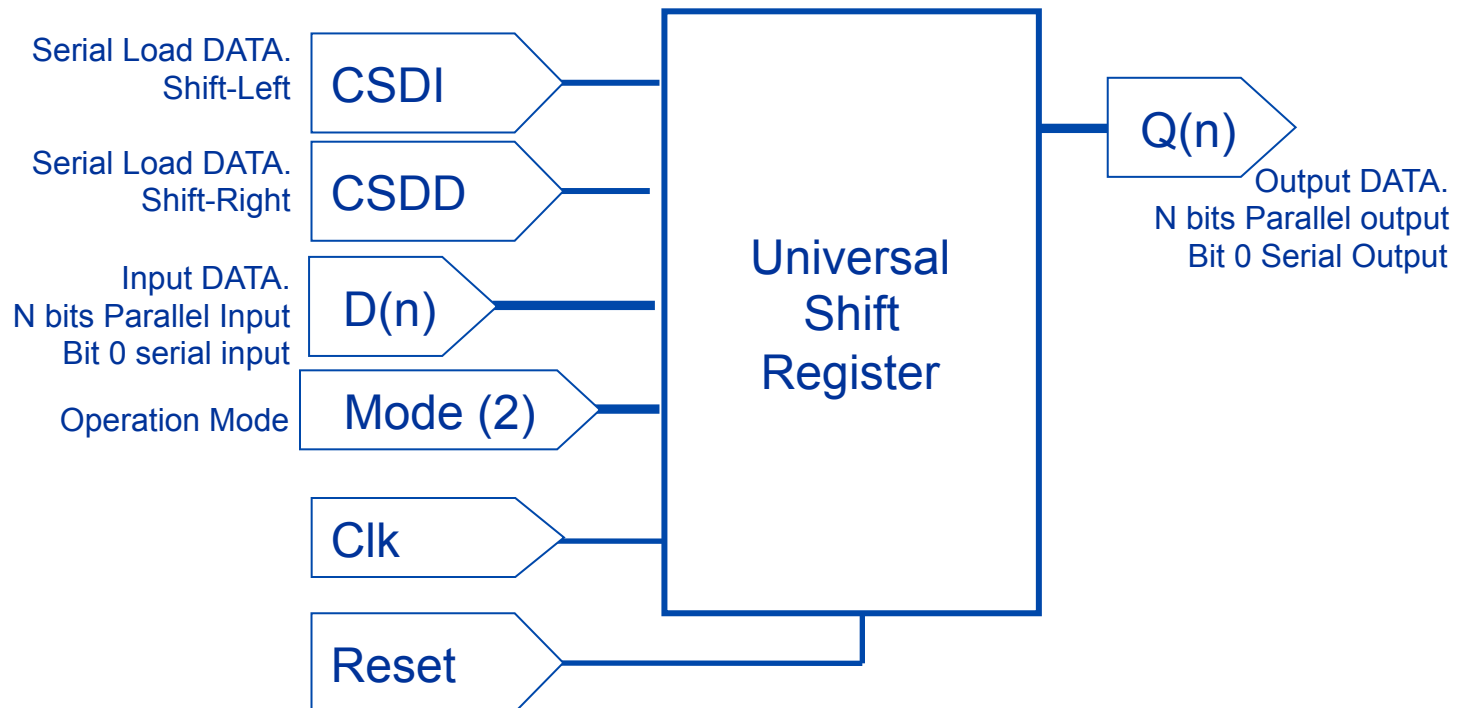 Serial Load DATA.
Shift-Left
CSDI
Serial Load DATA.
Shift-Right
CSDD
Input DATA.
N bits Parallel Input
Bit 0 serial input
D(n)
Operation Mode
Mode (2)
Clk
Reset
Universal
Shift
Register
Q(n)
Output DATA.
N bits Parallel output
Bit 0 Serial Output